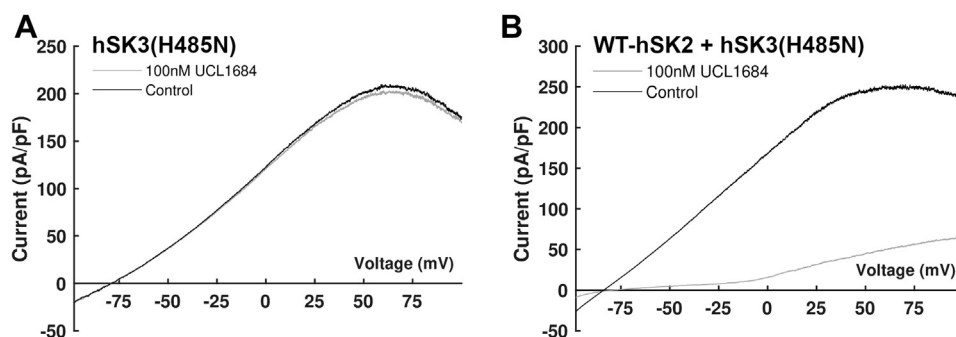 A
hSK3(H485N)
250
100nM UCL1684
Control
200
150
100
50
0
-50
Current (pA/pF)
Voltage (mV)
-75 -50 -25 0 25 50 75
B
WT-hSK2 + hSK3(H485N)
300
100nM UCL1684
Control
250
200
150
100
50
0
-50
Current (pA/pF)
Voltage (mV)
-75 -50 -25 0 25 50 75